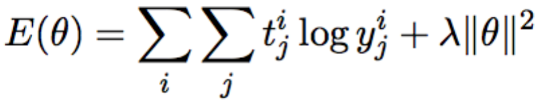 E(θ) = ∑_i ∑_j t_j^i log y_j^i + λ‖θ‖²